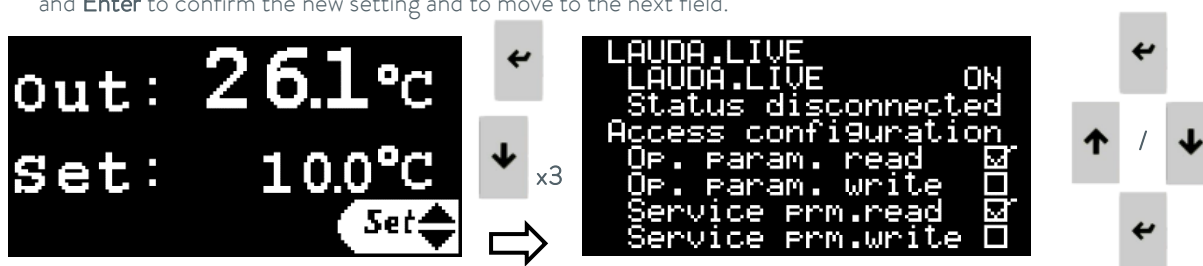 and Enter to confirm the new setting and to move to the next field.
out: 26.1°C
Set: 10.0°C
Set
x3
LAUDA.LIVE
LAUDA.LIVE ON
Status disconnected
Access configuration
Op. param. read
Op. param. write
Service prm.read
Service prm.write
/